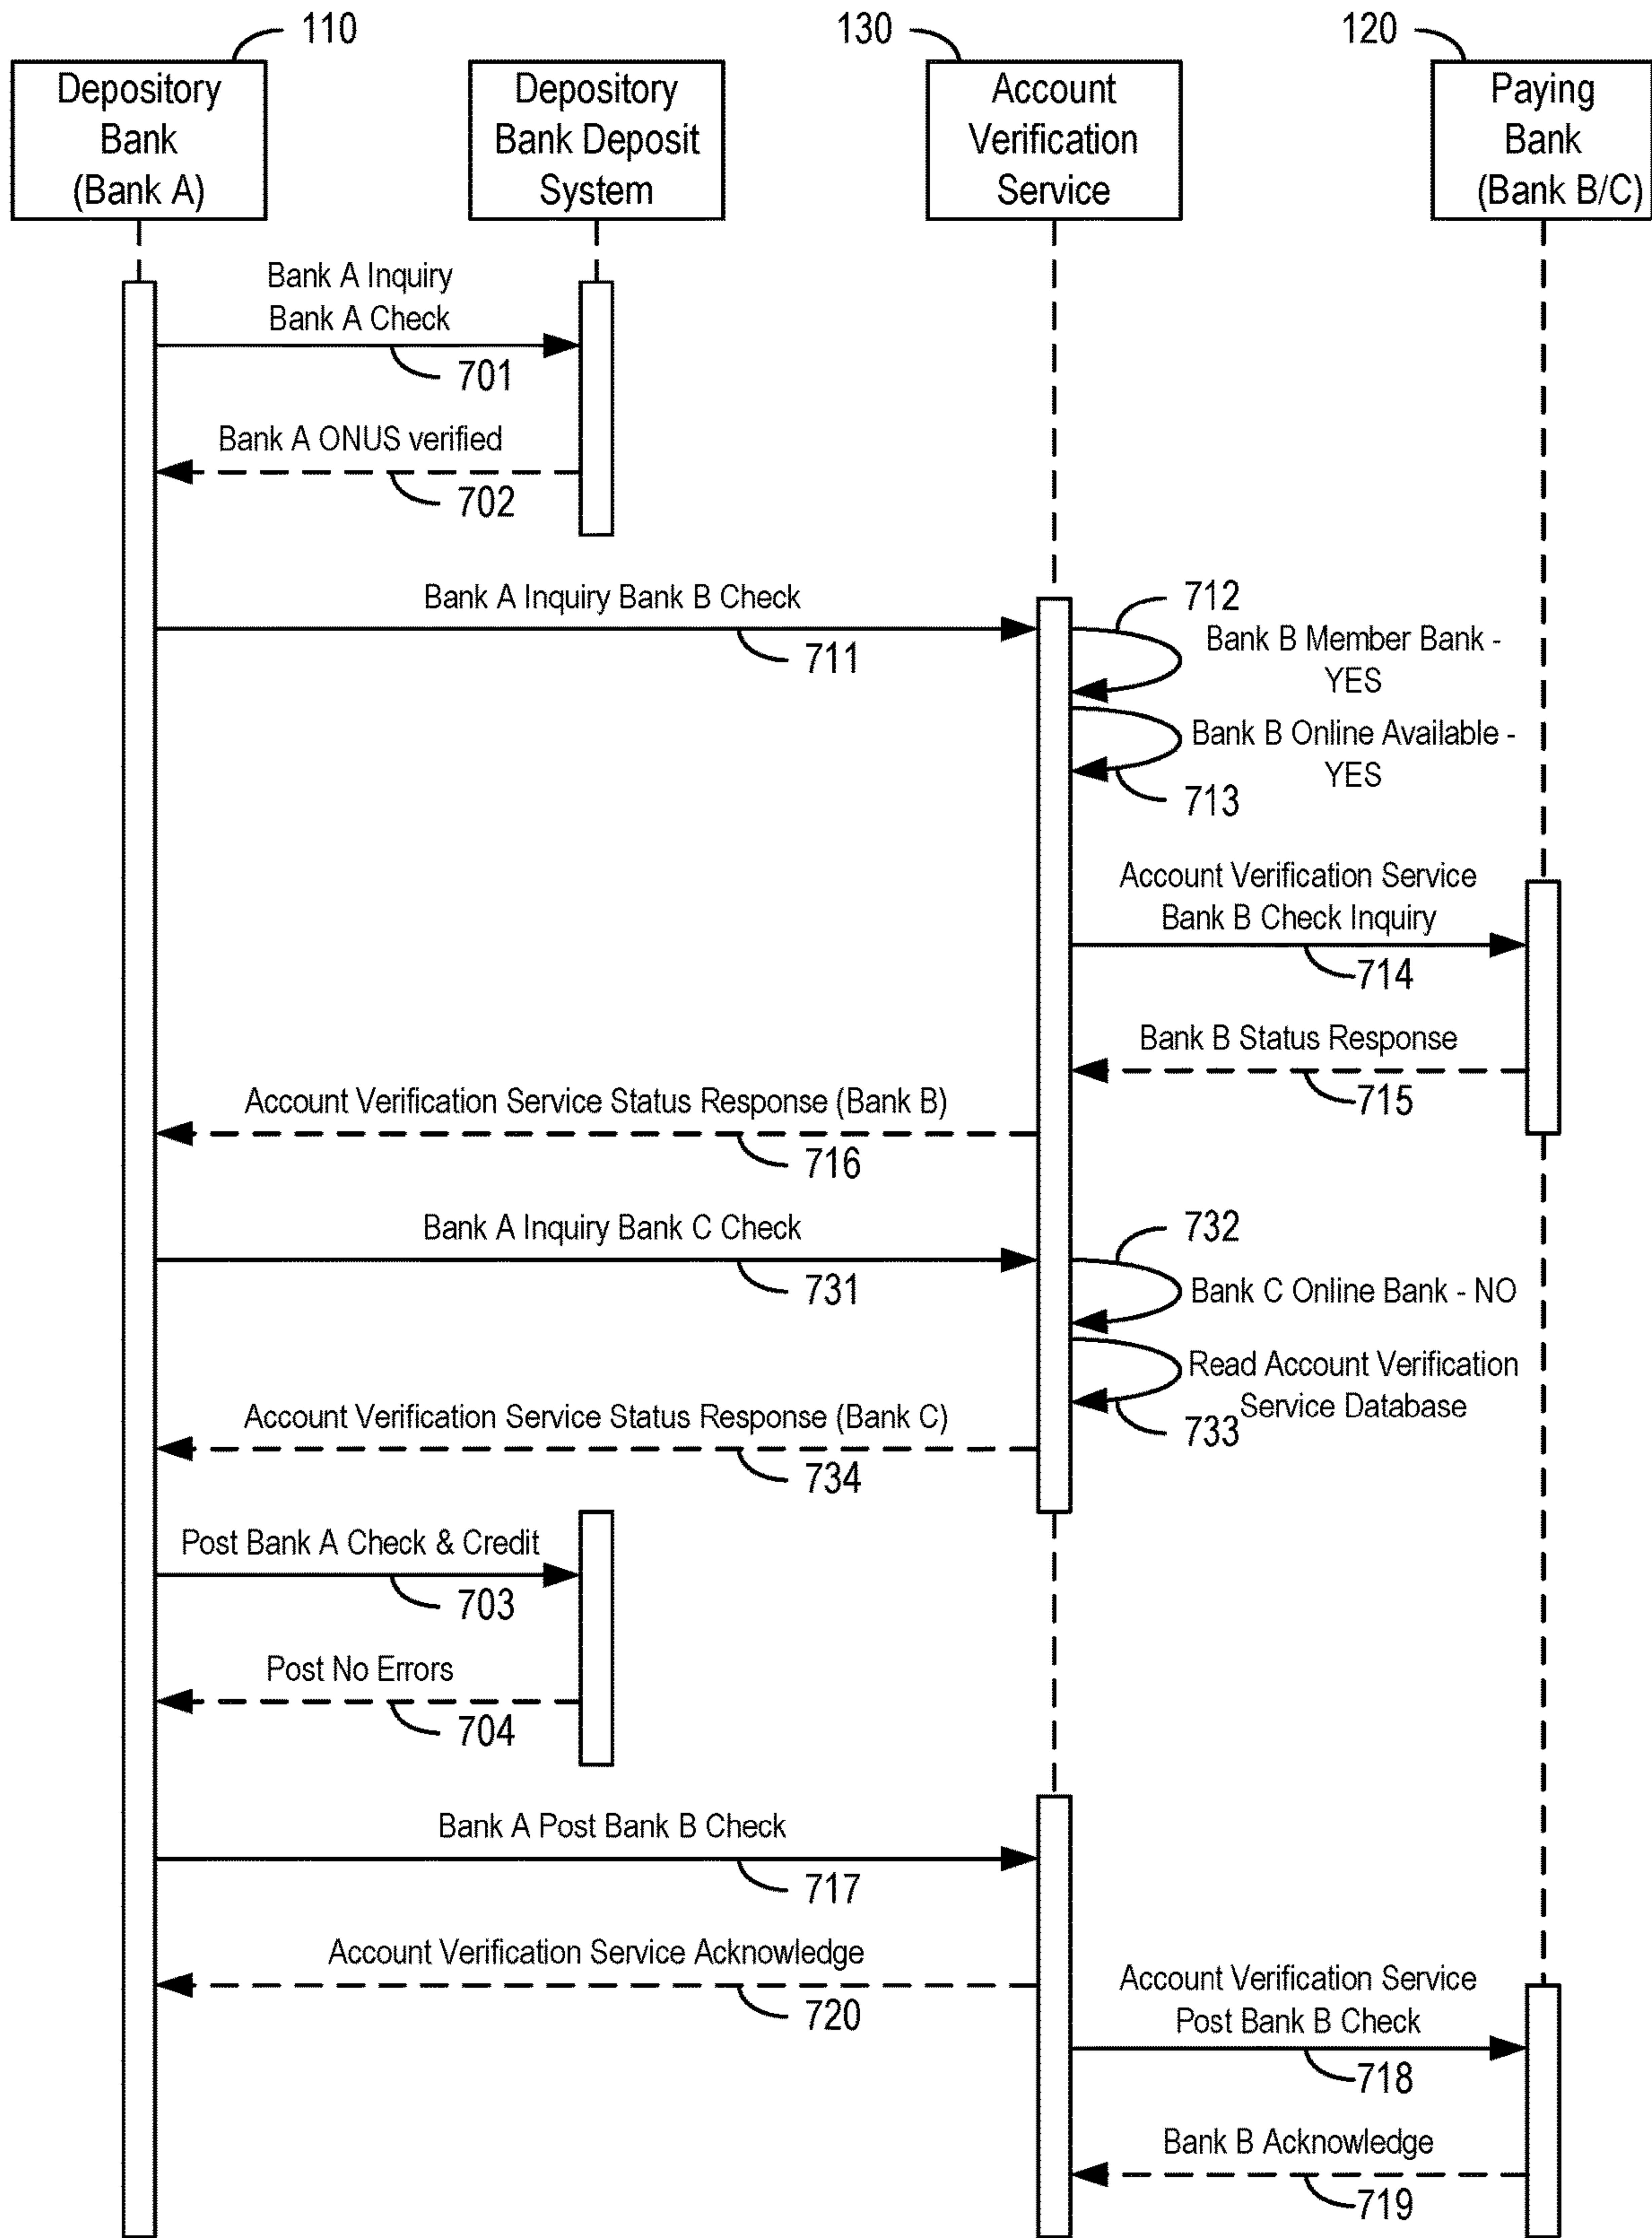 110
130
120
Depository
Bank
(Bank A)
Depository
Bank Deposit
System
Account
Verification
Service
Paying
Bank
(Bank B/C)
Bank A Inquiry
Bank A Check
701
Bank A ONUS verified
702
Bank A Inquiry Bank B Check
711
712
Bank B Member Bank -
YES
Bank B Online Available -
YES
713
Account Verification Service
Bank B Check Inquiry
714
Bank B Status Response
715
Account Verification Service Status Response (Bank B)
716
Bank A Inquiry Bank C Check
731
732
Bank C Online Bank - NO
Read Account Verification
Service Database
733
Account Verification Service Status Response (Bank C)
734
Post Bank A Check & Credit
703
Post No Errors
704
Bank A Post Bank B Check
717
Account Verification Service Acknowledge
720
Account Verification Service
Post Bank B Check
718
Bank B Acknowledge
719